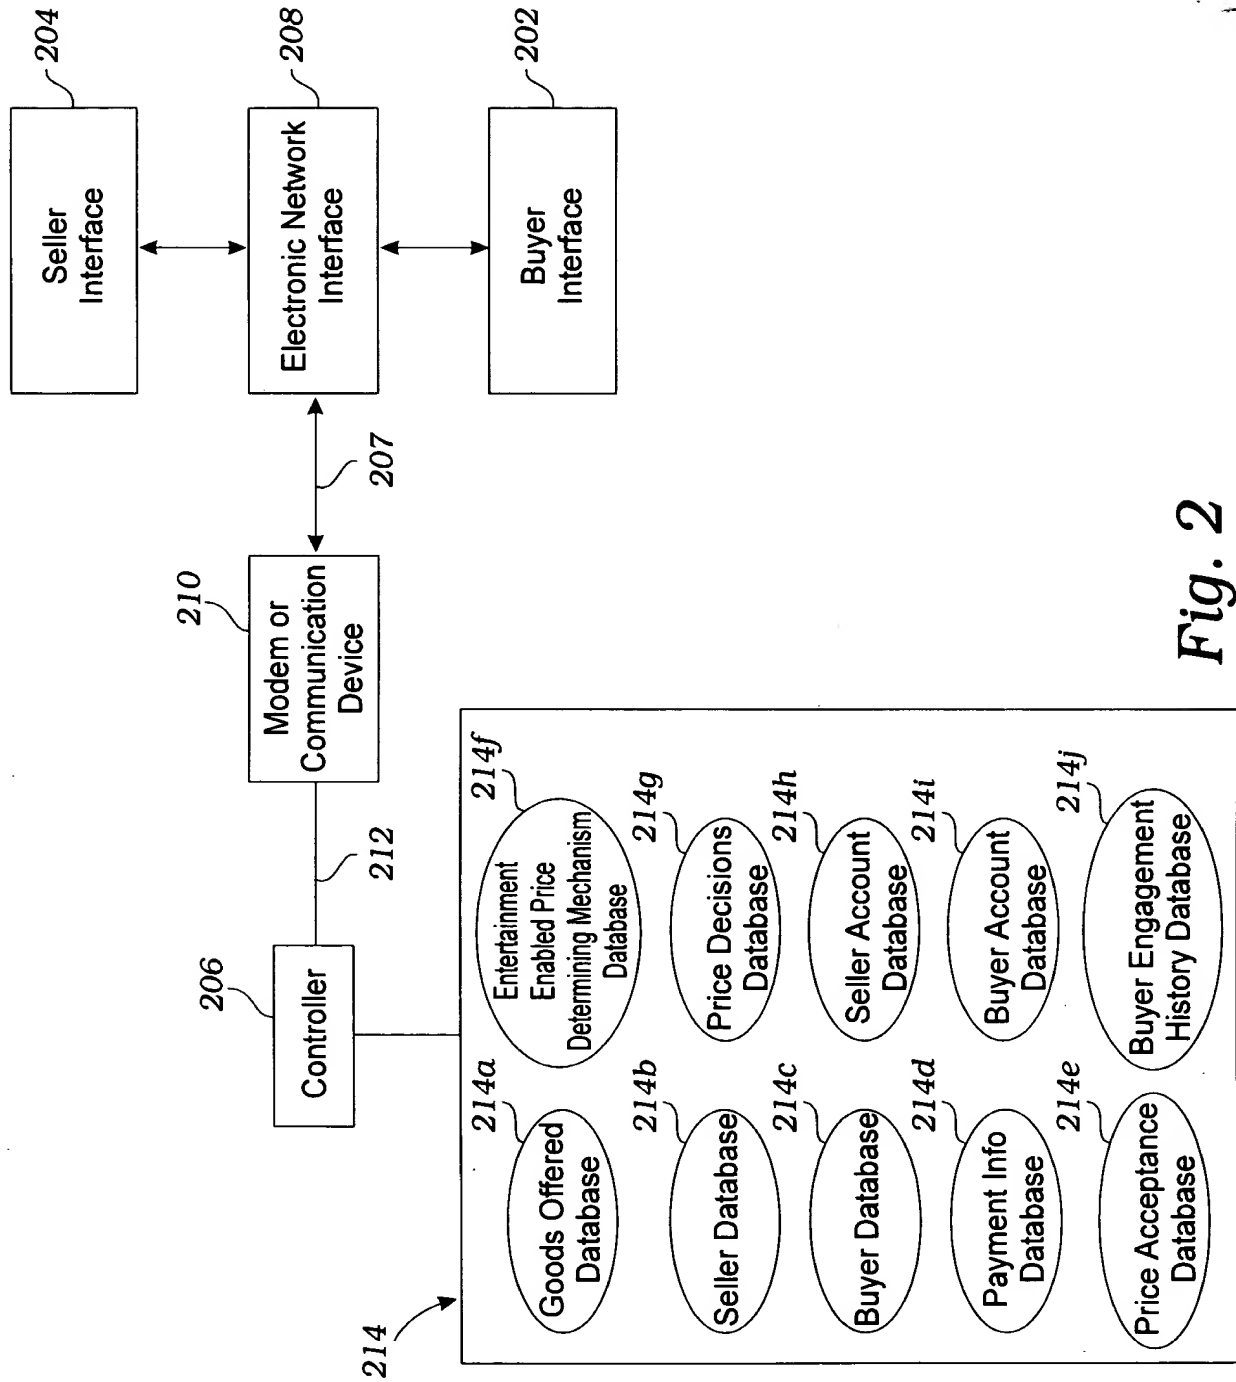 214
206
Controller
212
210
Modem or
Communication
Device
207
204
Seller
Interface
208
Electronic Network
Interface
202
Buyer
Interface
214a
Goods Offered
Database
214b
Seller Database
214c
Buyer Database
214d
Payment Info
Database
214e
Price Acceptance
Database
214f
Entertainment
Enabled Price
Determining Mechanism
Database
214g
Price Decisions
Database
214h
Seller Account
Database
214i
Buyer Account
Database
214j
Buyer Engagement
History Database
Fig. 2